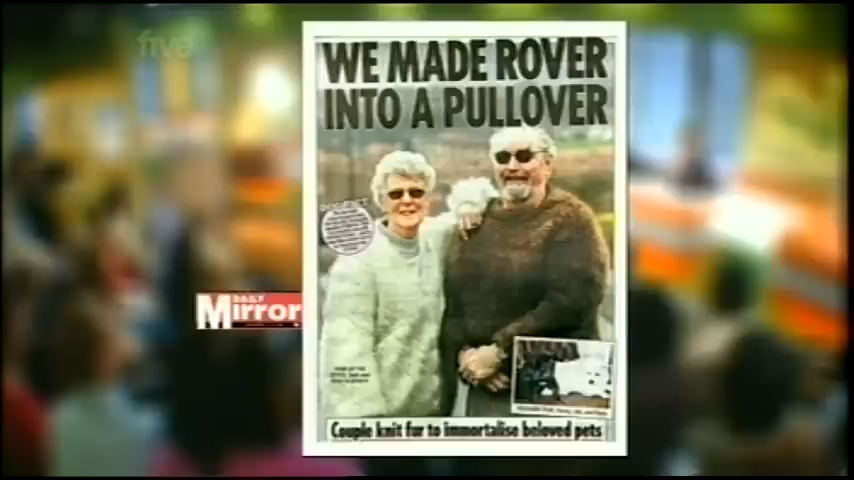 five
WE MADE ROVER
INTO A PULLOVER
DAILY
Mirror
Couple knit fur to immortalise beloved pets